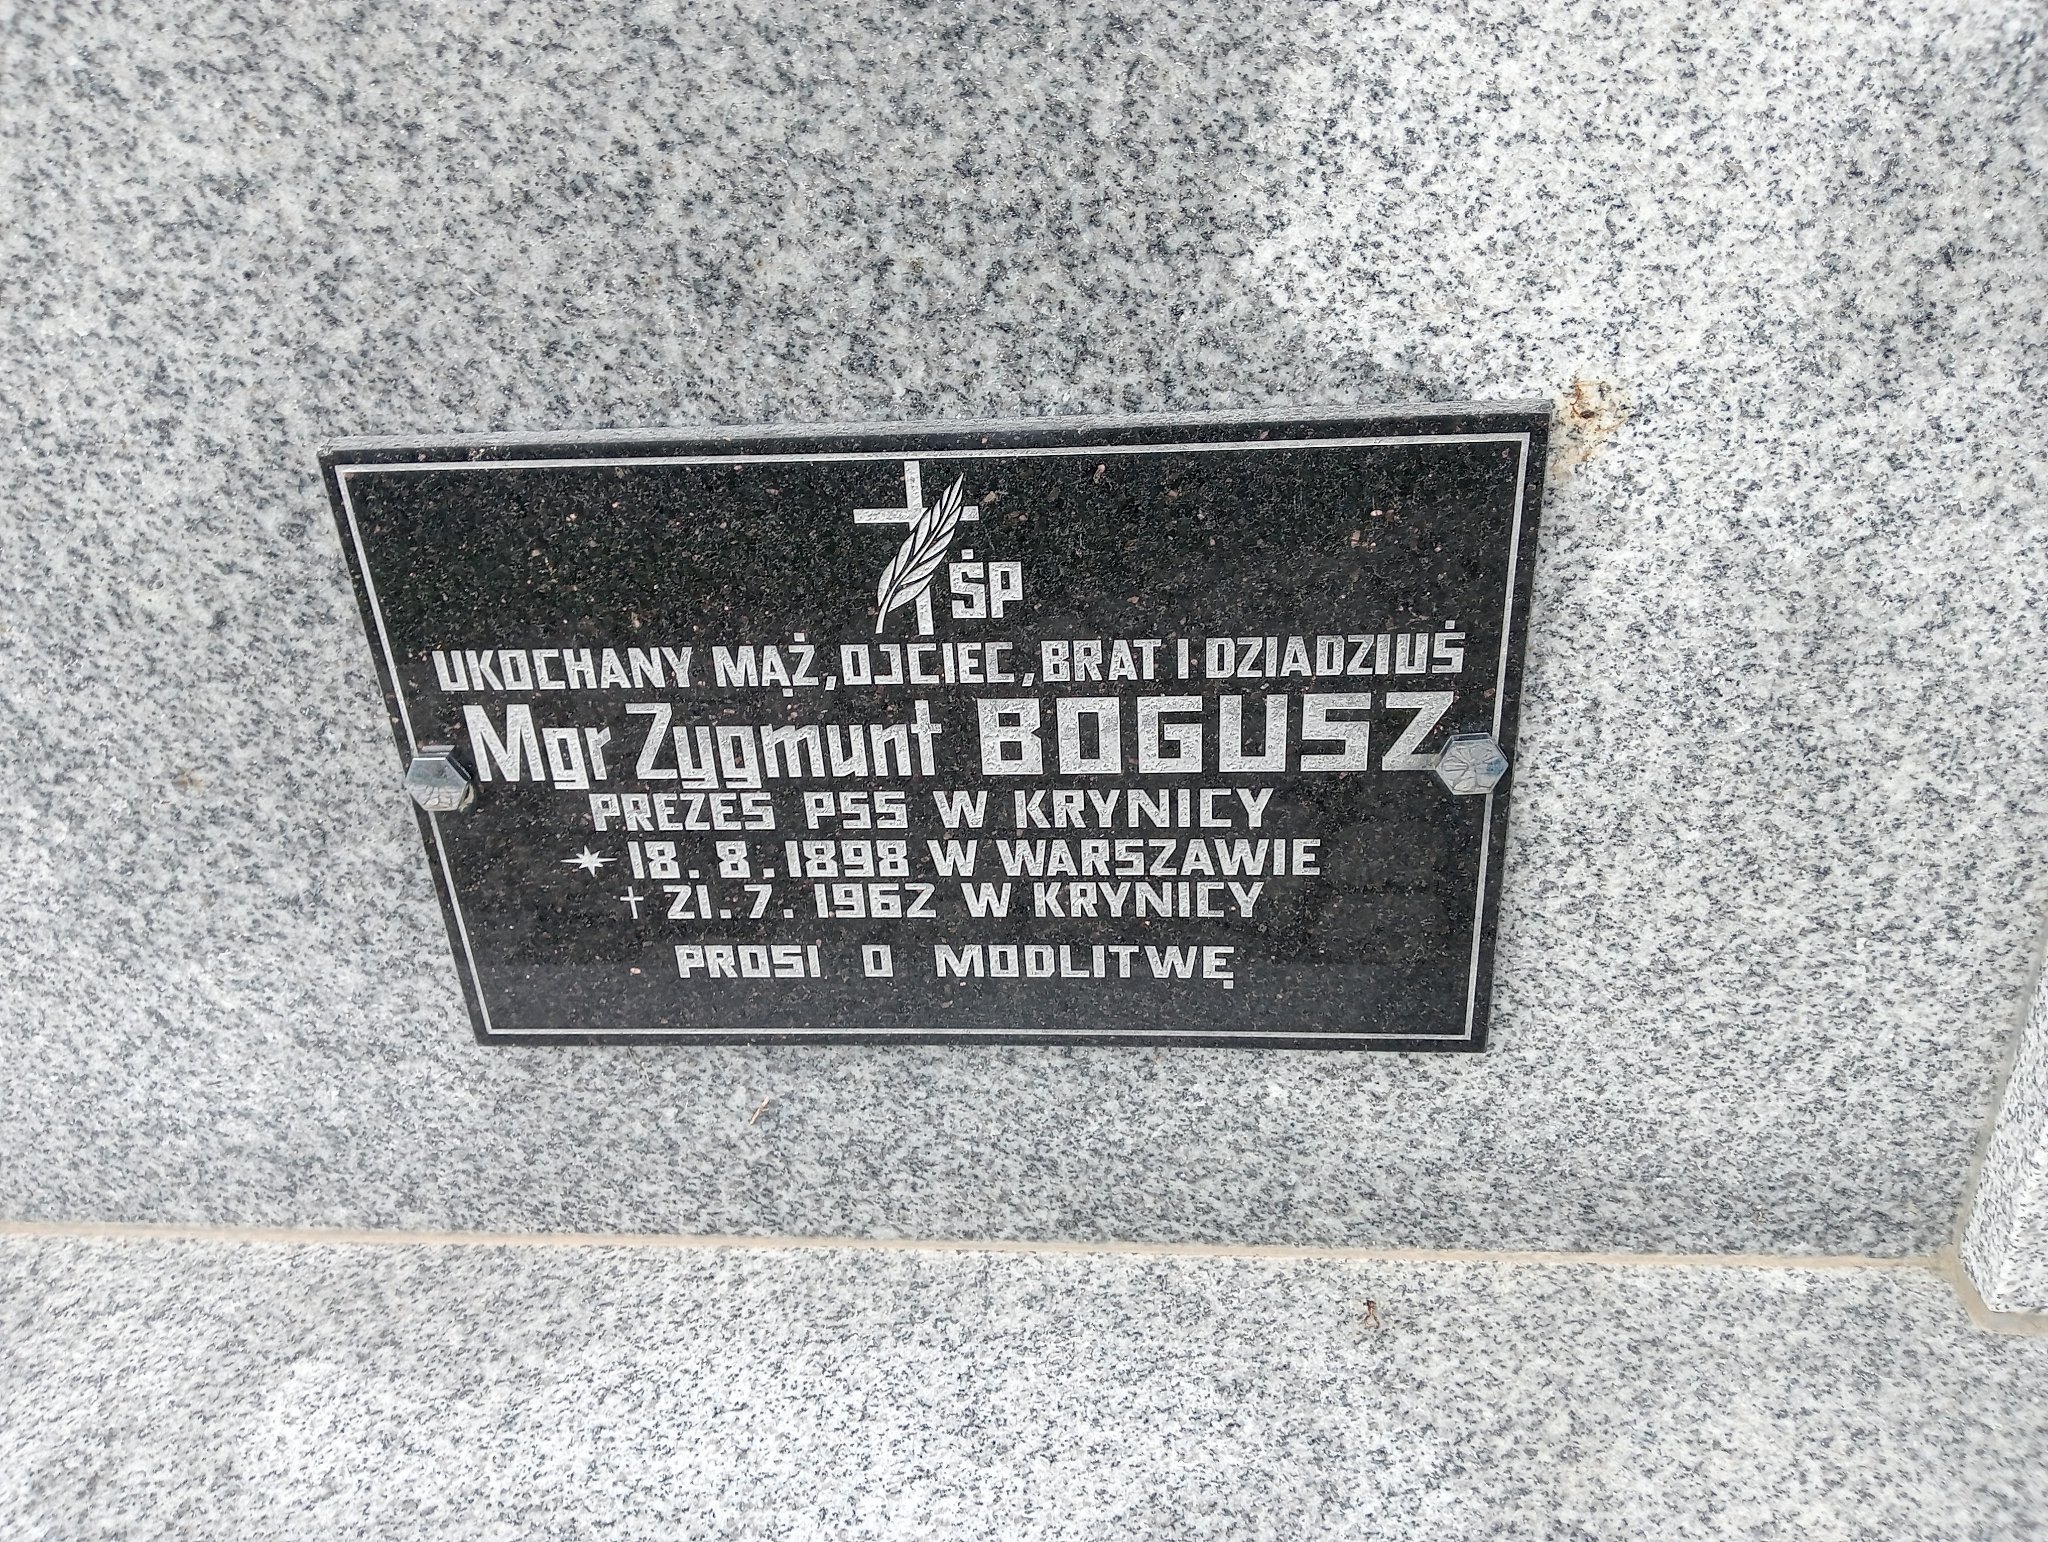 ŚP
UKOCHANY MĄŻ, OJCIEC, BRAT I DZIADZIUŚ
Mgr Zygmunt BOGUSZ
PREZES PSS W KRYNICY
* 18. 8. 1898 W WARSZAWIE
† 21. 7. 1962 W KRYNICY
PROSI O MODLITWĘ